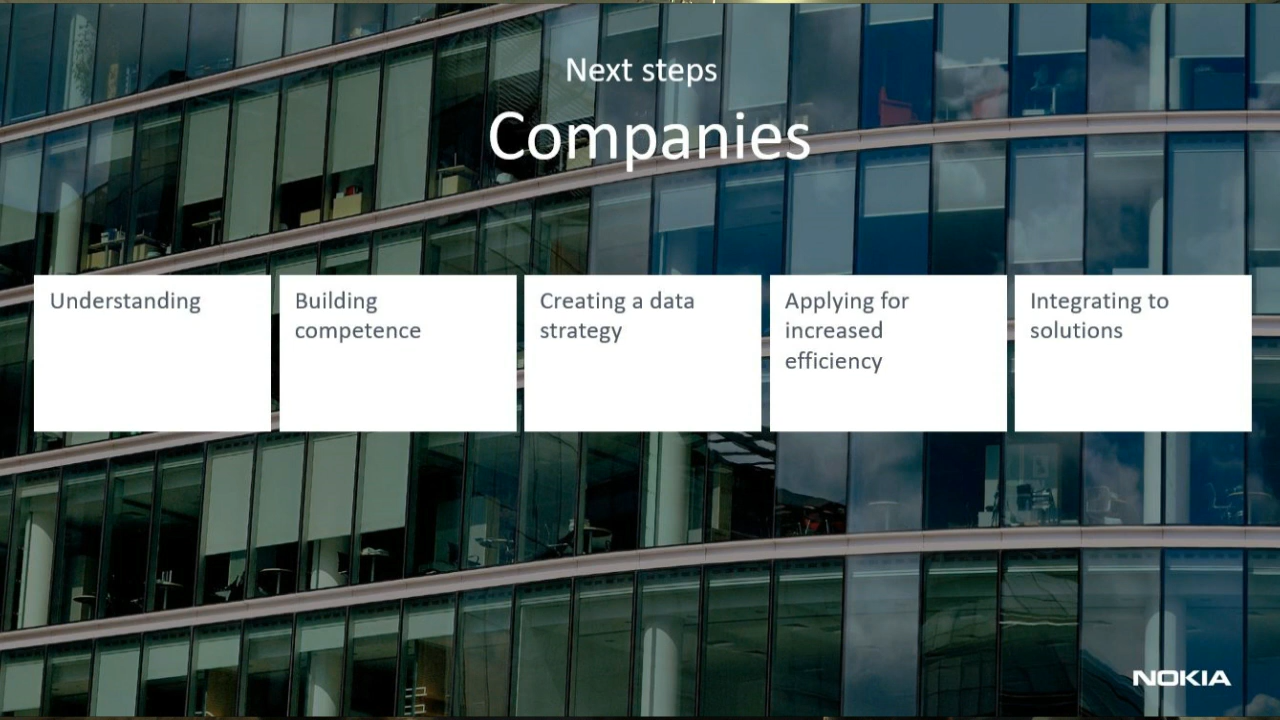 Next steps
Companies
Understanding
Building
competence
Creating a data
strategy
Applying for
increased
efficiency
Integrating to
solutions
NOKIA